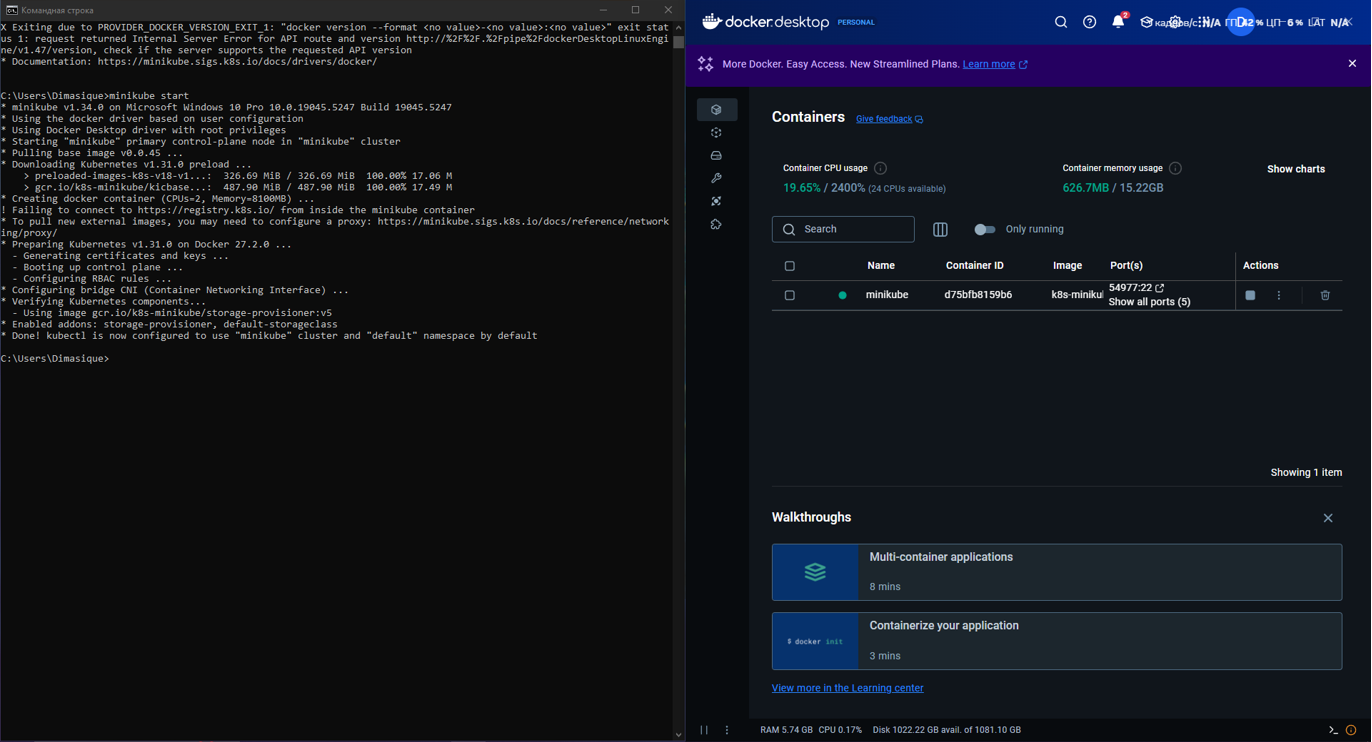 Командная строка
X Exiting due to PROVIDER_DOCKER_VERSION_EXIT_1: "docker version --format <no value>-<no value>:<no value>" exit sta
tus 1: request returned Internal Server Error for API route and version http://%2F%2F.%2Fpipe%2FdockerDesktopLinuxEngi
ne/v1.47/version, check if the server supports the requested API version
* Documentation: https://minikube.sigs.k8s.io/docs/drivers/docker/
C:\Users\Dimasique>minikube start
* minikube v1.34.0 on Microsoft Windows 10 Pro 10.0.19045.5247 Build 19045.5247
* Using the docker driver based on user configuration
* Using Docker Desktop driver with root privileges
* Starting "minikube" primary control-plane node in "minikube" cluster
* Pulling base image v0.0.45 ...
* Downloading Kubernetes v1.31.0 preload ...
    > preloaded-images-k8s-v18-v1...:  326.69 MiB / 326.69 MiB  100.00% 17.06 M
    > gcr.io/k8s-minikube/kicbase...:  487.90 MiB / 487.90 MiB  100.00% 17.49 M
* Creating docker container (CPUs=2, Memory=8100MB) ...
! Failing to connect to https://registry.k8s.io/ from inside the minikube container
* To pull new external images, you may need to configure a proxy: https://minikube.sigs.k8s.io/docs/reference/network
ing/proxy/
* Preparing Kubernetes v1.31.0 on Docker 27.2.0 ...
  - Generating certificates and keys ...
  - Booting up control plane ...
  - Configuring RBAC rules ...
* Configuring bridge CNI (Container Networking Interface) ...
* Verifying Kubernetes components...
  - Using image gcr.io/k8s-minikube/storage-provisioner:v5
* Enabled addons: storage-provisioner, default-storageclass
* Done! kubectl is now configured to use "minikube" cluster and "default" namespace by default
C:\Users\Dimasique>
docker desktop PERSONAL
2
N/A
42 % ЦП 6 % N/A
More Docker. Easy Access. New Streamlined Plans. Learn more
Containers Give feedback
Container CPU usage
19.65% / 2400% (24 CPUs available)
Container memory usage
626.7MB / 15.22GB
Show charts
Search
Only running
Name Container ID Image Port(s) Actions
minikube d75bfb8159b6 k8s-minikul 54977:22
Show all ports (5)
Showing 1 item
Walkthroughs
Multi-container applications
8 mins
$ docker init
Containerize your application
3 mins
View more in the Learning center
RAM 5.74 GB CPU 0.17% Disk 1022.22 GB avail. of 1081.10 GB